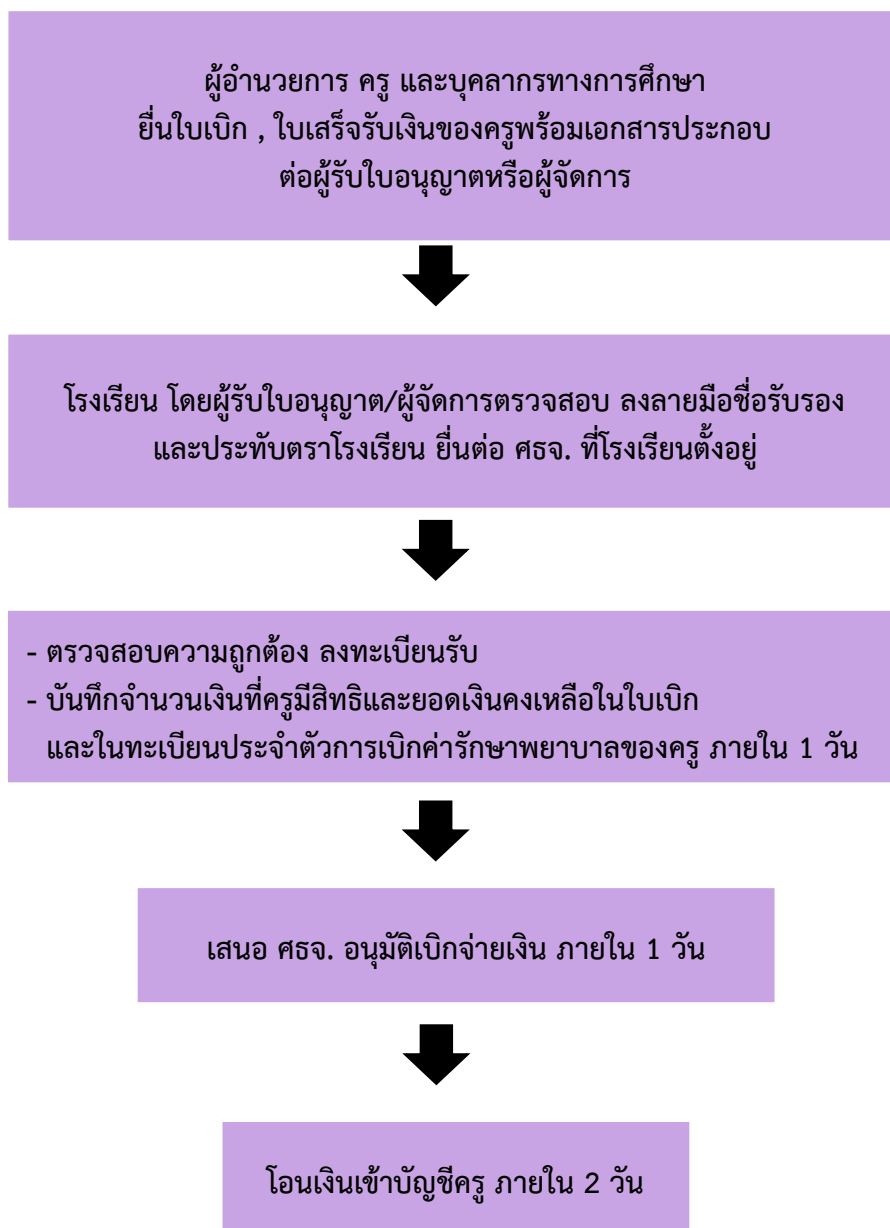 ผู้อำนวยการ ครู และบุคลากรทางการศึกษา
ยื่นใบเบิก , ใบเสร็จรับเงินของครูพร้อมเอกสารประกอบ
ต่อผู้รับใบอนุญาตหรือผู้จัดการ
โรงเรียน โดยผู้รับใบอนุญาต/ผู้จัดการตรวจสอบ ลงลายมือชื่อรับรอง
และประทับตราโรงเรียน ยื่นต่อ ศธจ. ที่โรงเรียนตั้งอยู่
- ตรวจสอบความถูกต้อง ลงทะเบียนรับ
- บันทึกจำนวนเงินที่ครูมีสิทธิและยอดเงินคงเหลือในใบเบิก
และในทะเบียนประจำตัวการเบิกค่ารักษาพยาบาลของครู ภายใน 1 วัน
เสนอ ศธจ. อนุมัติเบิกจ่ายเงิน ภายใน 1 วัน
โอนเงินเข้าบัญชีครู ภายใน 2 วัน